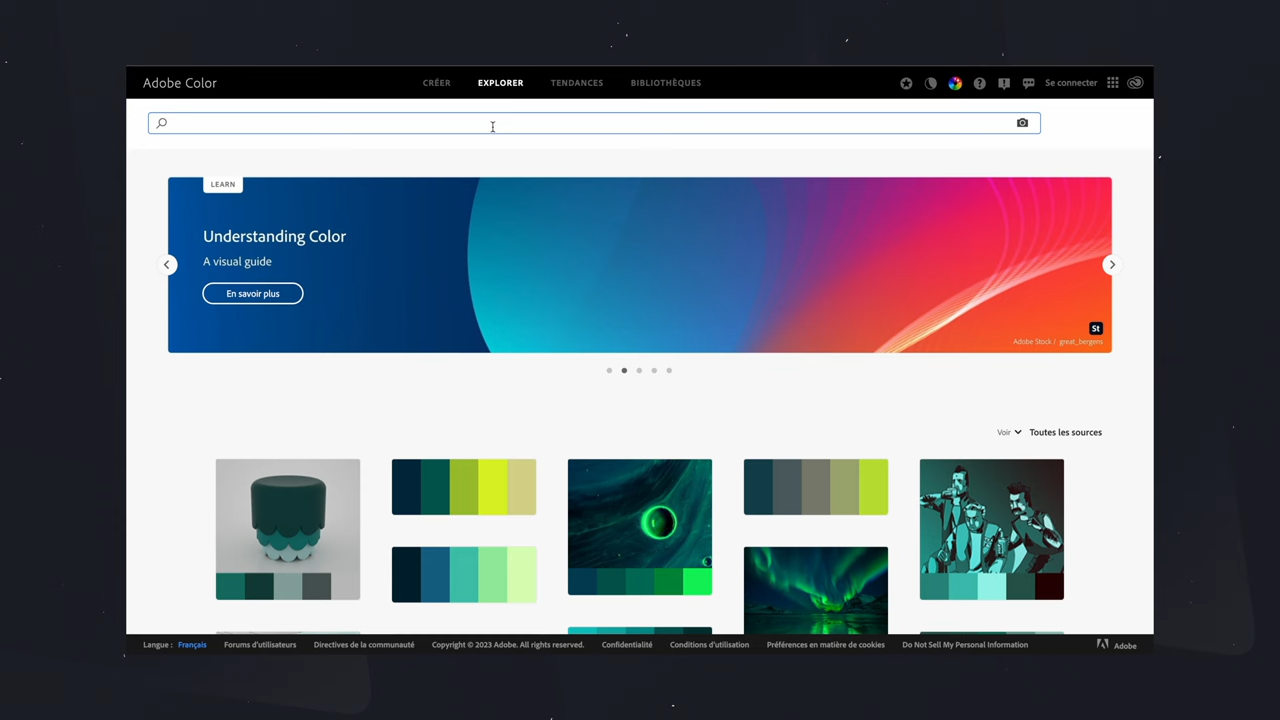 Adobe Color
CRÉER
EXPLORER
TENDANCES
BIBLIOTHÈQUES
Se connecter
LEARN
Understanding Color
A visual guide
En savoir plus
St
Adobe Stock / great_bergens
Voir
Toutes les sources
Langue : Français
Forums d'utilisateurs
Directives de la communauté
Copyright © 2023 Adobe. All rights reserved.
Confidentialité
Conditions d'utilisation
Préférences en matière de cookies
Do Not Sell My Personal Information
Adobe